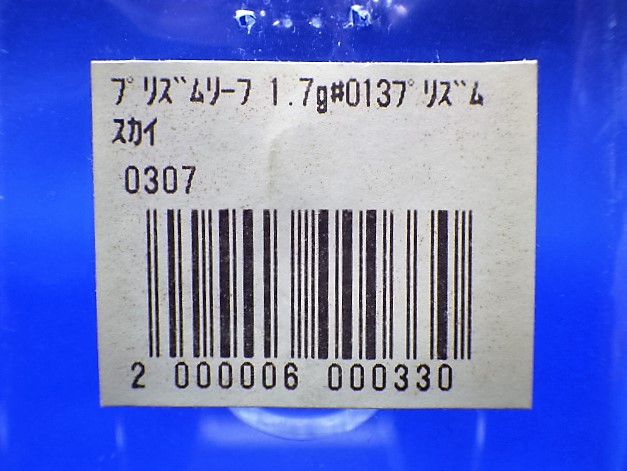 ﾌﾟﾘｽﾞﾑﾘｰﾌ 1.7g#013ﾌﾟﾘｽﾞﾑ
ｽｶｲ
0307
2 000006 000330